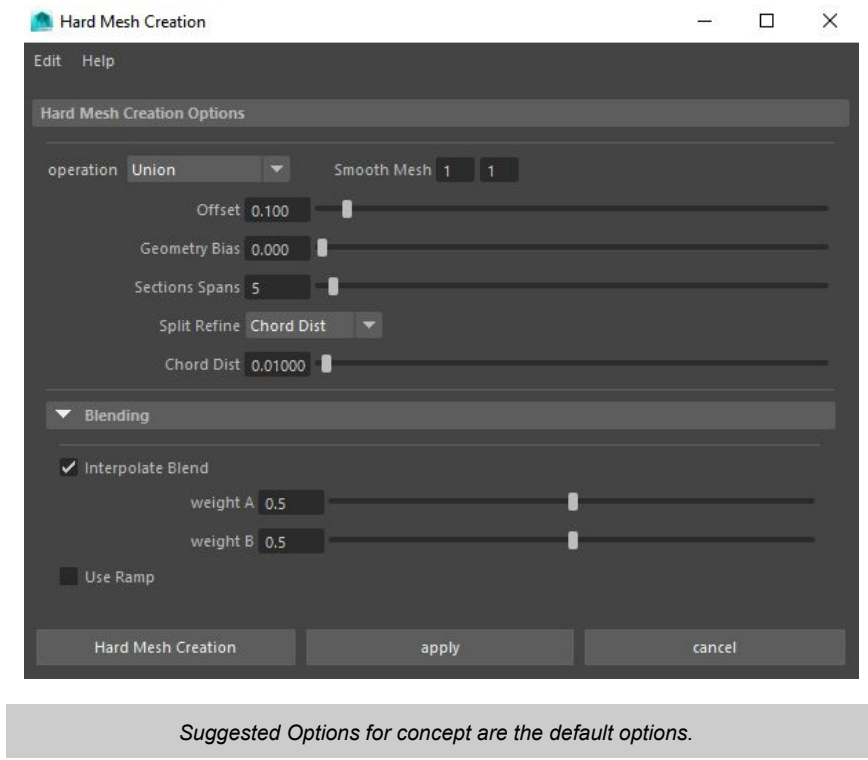 Hard Mesh Creation
Edit Help
Hard Mesh Creation Options
operation Union Smooth Mesh 1 1
Offset 0.100
Geometry Bias 0.000
Sections Spans 5
Split Refine Chord Dist
Chord Dist 0.01000
Blending
Interpolate Blend
weight A 0.5
weight B 0.5
Use Ramp
Hard Mesh Creation apply cancel
Suggested Options for concept are the default options.